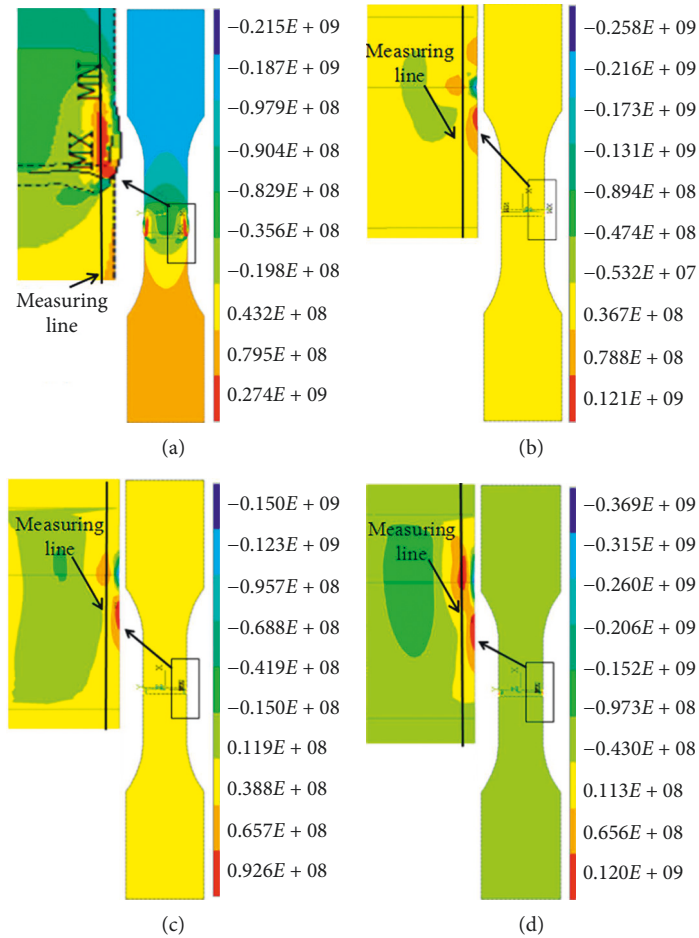 −0.215E + 09
−0.187E + 09
−0.979E + 08
−0.904E + 08
−0.829E + 08
−0.356E + 08
−0.198E + 08
0.432E + 08
0.795E + 08
0.274E + 09
MN
MX
Measuring
line
(a)
−0.258E + 09
−0.216E + 09
−0.173E + 09
−0.131E + 09
−0.894E + 08
−0.474E + 08
−0.532E + 07
0.367E + 08
0.788E + 08
0.121E + 09
Measuring
line
X
(b)
−0.150E + 09
−0.123E + 09
−0.957E + 08
−0.688E + 08
−0.419E + 08
−0.150E + 08
0.119E + 08
0.388E + 08
0.657E + 08
0.926E + 08
Measuring
line
Y
X
(c)
−0.369E + 09
−0.315E + 09
−0.260E + 09
−0.206E + 09
−0.152E + 09
−0.973E + 08
−0.430E + 08
0.113E + 08
0.656E + 08
0.120E + 09
Measuring
line
Y
X
(d)